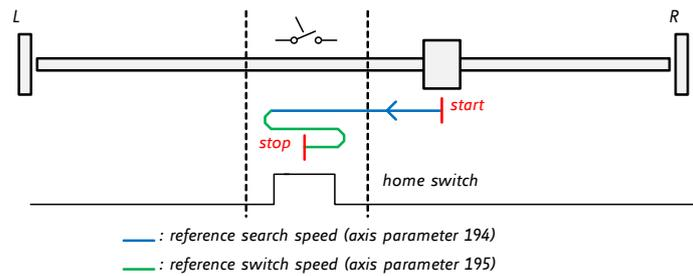 L
R
start
stop
home switch
: reference search speed (axis parameter 194)
: reference switch speed (axis parameter 195)